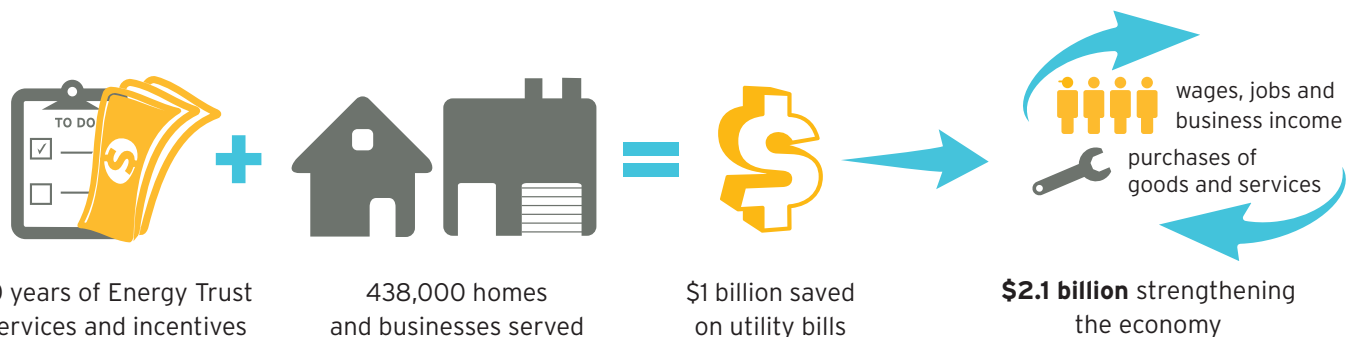 TO DO
wages, jobs and
business income
purchases of
goods and services
years of Energy Trust
and incentives
438,000 homes
and businesses served
$1 billion saved
on utility bills
$2.1 billion strengthening
the economy